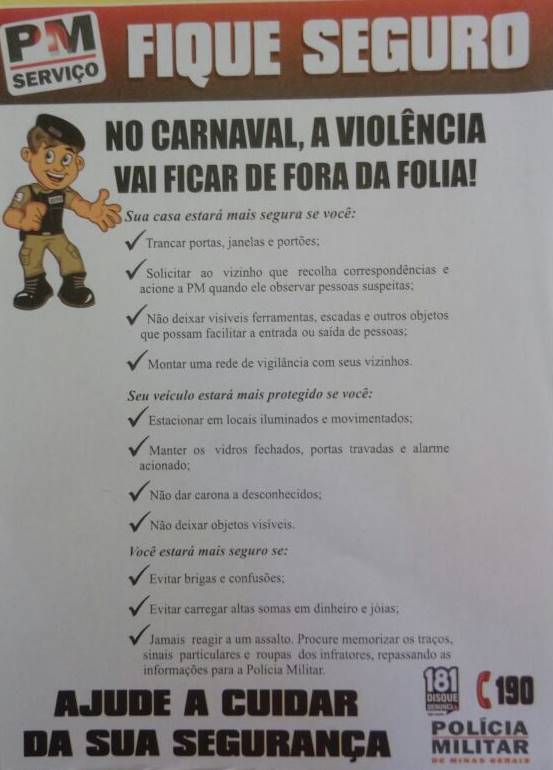 PM
SERVIÇO
FIQUE SEGURO
NO CARNAVAL, A VIOLÊNCIA
VAI FICAR DE FORA DA FOLIA!
Sua casa estará mais segura se você:
Trancar portas, janelas e portões;
Solicitar ao vizinho que recolha correspondências e
acione a PM quando ele observar pessoas suspeitas;
Não deixar visíveis ferramentas, escadas e outros objetos
que possam facilitar a entrada ou saída de pessoas;
Montar uma rede de vigilância com seus vizinhos.
Seu veículo estará mais protegido se você:
Estacionar em locais iluminados e movimentados;
Manter os vidros fechados, portas travadas e alarme
acionado;
Não dar carona a desconhecidos;
Não deixar objetos visíveis.
Você estará mais seguro se:
Evitar brigas e confusões;
Evitar carregar altas somas em dinheiro e jóias;
Jamais reagir a um assalto. Procure memorizar os traços,
sinais particulares e roupas dos infratores, repassando as
informações para a Polícia Militar.
AJUDE A CUIDAR
DA SUA SEGURANÇA
181
DISQUE
DENÚNCIA
190
POLÍCIA
MILITAR
DE MINAS GERAIS